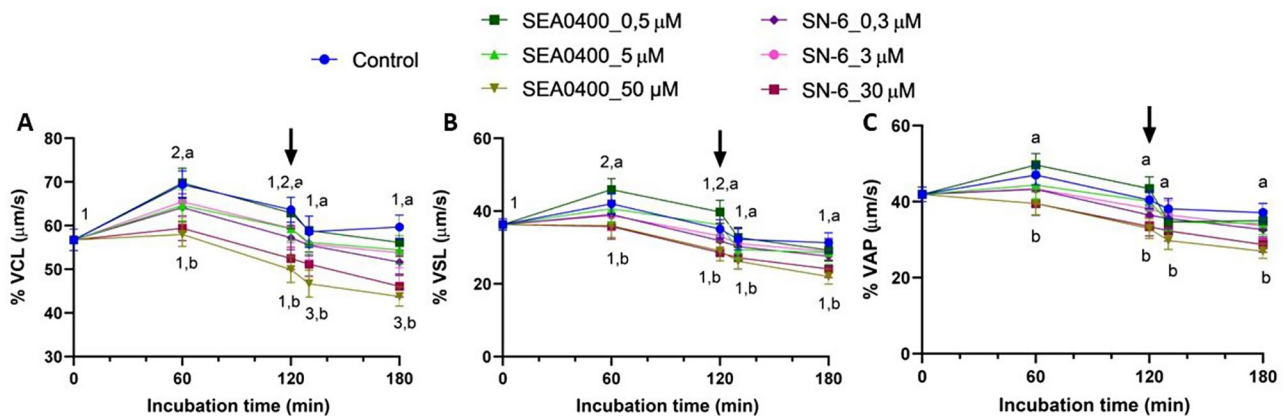 Control
SEA0400_0,5 μM
SEA0400_5 μM
SEA0400_50 μM
SN-6_0,3 μM
SN-6_3 μM
SN-6_30 μM
A
% VCL (μm/s)
80
70
60
50
40
30
0
60
120
180
Incubation time (min)
1
2,a
1,2,a
1,a
1,a
1,b
1,b
3,b
3,b
B
% VSL (μm/s)
60
40
20
0
0
60
120
180
Incubation time (min)
1
2,a
1,2,a
1,a
1,a
1,b
1,b
1,b
1,b
C
% VAP (μm/s)
60
40
20
0
0
60
120
180
Incubation time (min)
a
a
a
a
b
b
b
b